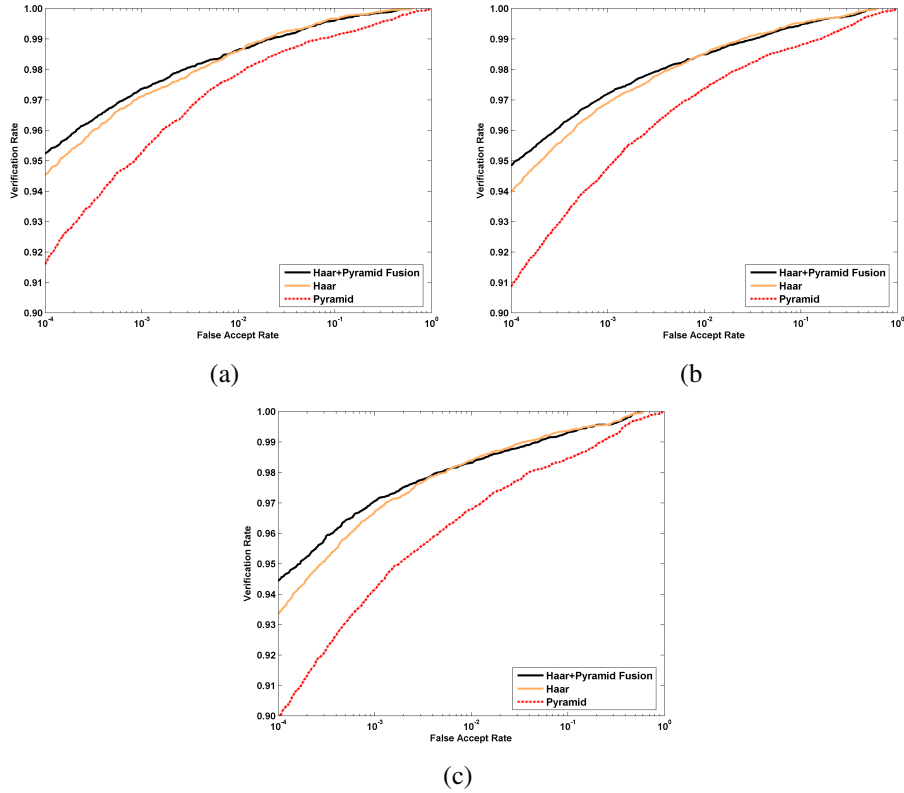 1.00
0.99
0.98
0.97
0.96
0.95
0.94
0.93
0.92
0.91
0.90
Verification Rate
10^-4 10^-3 10^-2 10^-1 10^0
False Accept Rate
Haar+Pyramid Fusion
Haar
Pyramid
(a)
1.00
0.99
0.98
0.97
0.96
0.95
0.94
0.93
0.92
0.91
0.90
Verification Rate
10^-4 10^-3 10^-2 10^-1 10^0
False Accept Rate
Haar+Pyramid Fusion
Haar
Pyramid
(b
1.00
0.99
0.98
0.97
0.96
0.95
0.94
0.93
0.92
0.91
0.90
Verification Rate
10^-4 10^-3 10^-2 10^-1 10^0
False Accept Rate
Haar+Pyramid Fusion
Haar
Pyramid
(c)